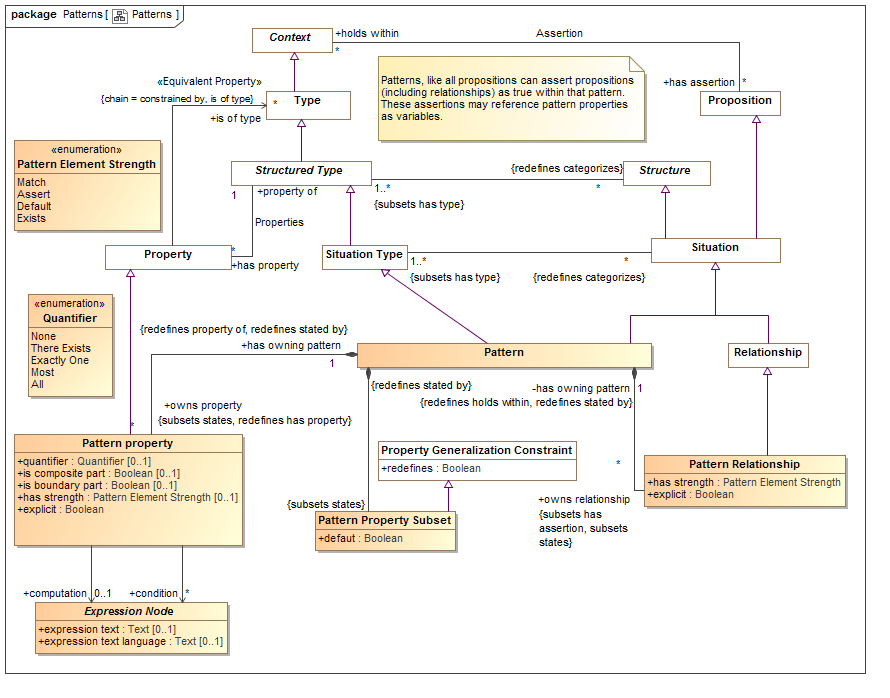 package Patterns [ Patterns ]
Context
+holds within
*
Assertion
+has assertion
*
Proposition
Patterns, like all propositions can assert propositions
(including relationships) as true within that pattern.
These assertions may reference pattern properties
as variables.
«Equivalent Property»
{chain = constrained by, is of type}
*
+is of type
Type
«enumeration»
Pattern Element Strength
Match
Assert
Default
Exists
Structured Type
1
+property of
1..*
{subsets has type}
{redefines categorizes}
*
Structure
Properties
*
+has property
Property
Situation Type
1..*
{subsets has type}
*
{redefines categorizes}
Situation
«enumeration»
Quantifier
None
There Exists
Exactly One
Most
All
{redefines property of, redefines stated by}
+has owning pattern
1
Pattern
Relationship
{redefines stated by}
-has owning pattern
1
{redefines holds within, redefines stated by}
+owns property
{subsets states, redefines has property}
*
Pattern property
+quantifier : Quantifier [0..1]
+is composite part : Boolean [0..1]
+is boundary part : Boolean [0..1]
+has strength : Pattern Element Strength [0..1]
+explicit : Boolean
Property Generalization Constraint
+redefines : Boolean
*
Pattern Relationship
+has strength : Pattern Element Strength
+explicit : Boolean
{subsets states}
Pattern Property Subset
+defaut : Boolean
+owns relationship
{subsets has
assertion, subsets
states}
+computation
0..1
+condition
*
Expression Node
+expression text : Text [0..1]
+expression text language : Text [0..1]